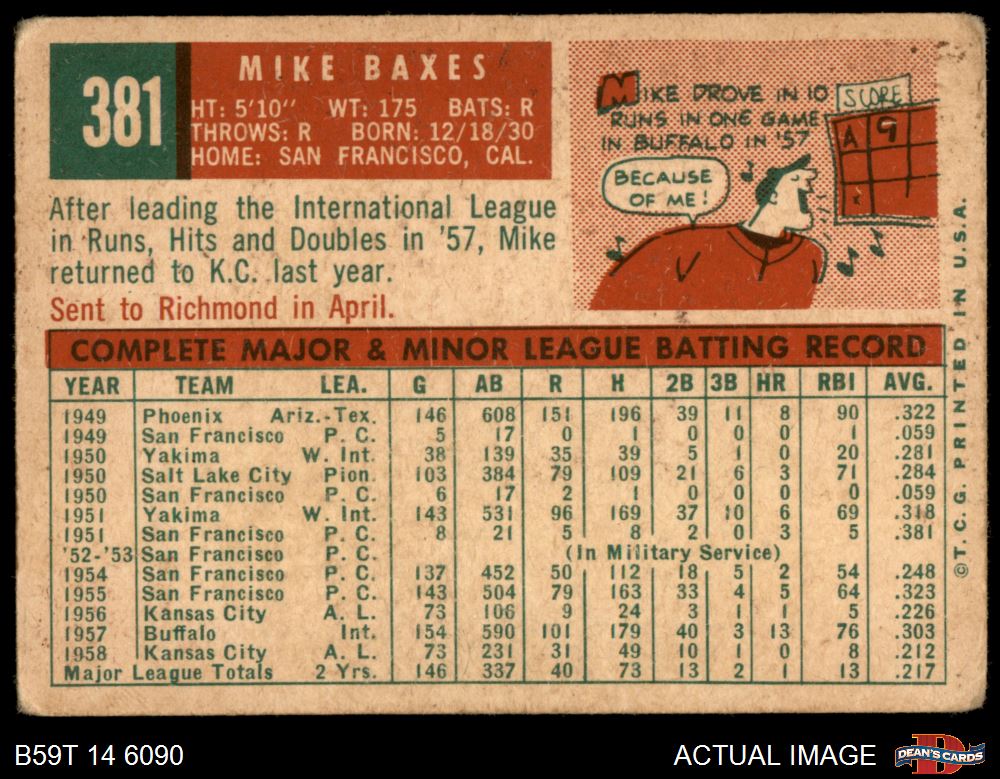 381
MIKE BAXES
HT: 5'10" WT: 175 BATS: R
THROWS: R BORN: 12/18/30
HOME: SAN FRANCISCO, CAL.
After leading the International League
in Runs, Hits and Doubles in '57, Mike
returned to K.C. last year.
Sent to Richmond in April.
MIKE DROVE IN 10
RUNS IN ONE GAME
IN BUFFALO IN '57
SCORE
A 9
BECAUSE
OF ME!
COMPLETE MAJOR & MINOR LEAGUE BATTING RECORD
YEAR TEAM LEA. G AB R H 2B 3B HR RBI AVG.
1949 Phoenix Ariz.-Tex. 146 608 151 196 39 11 8 90 .322
1949 San Francisco P. C. 5 17 0 1 0 0 0 1 .059
1950 Yakima W. Int. 38 139 35 39 5 1 0 20 .281
1950 Salt Lake City Pion. 103 384 79 109 21 6 3 71 .284
1950 San Francisco P. C. 6 17 2 1 0 0 0 0 .059
1951 Yakima W. Int. 143 531 96 169 37 10 6 69 .318
1951 San Francisco P. C. 8 21 5 8 2 0 3 5 .381
'52-'53 San Francisco P. C. (In Military Service)
1954 San Francisco P. C. 137 452 50 112 18 5 2 54 .248
1955 San Francisco P. C. 143 504 79 163 33 4 5 64 .323
1956 Kansas City A. L. 73 106 9 24 3 1 1 5 .226
1957 Buffalo Int. 154 590 101 179 40 3 13 76 .303
1958 Kansas City A. L. 73 231 31 49 10 1 0 8 .212
Major League Totals 2 Yrs. 146 337 40 73 13 2 1 13 .217
©T. C. G. PRINTED IN U.S.A.
B59T 14 6090
ACTUAL IMAGE
DEAN'S CARDS